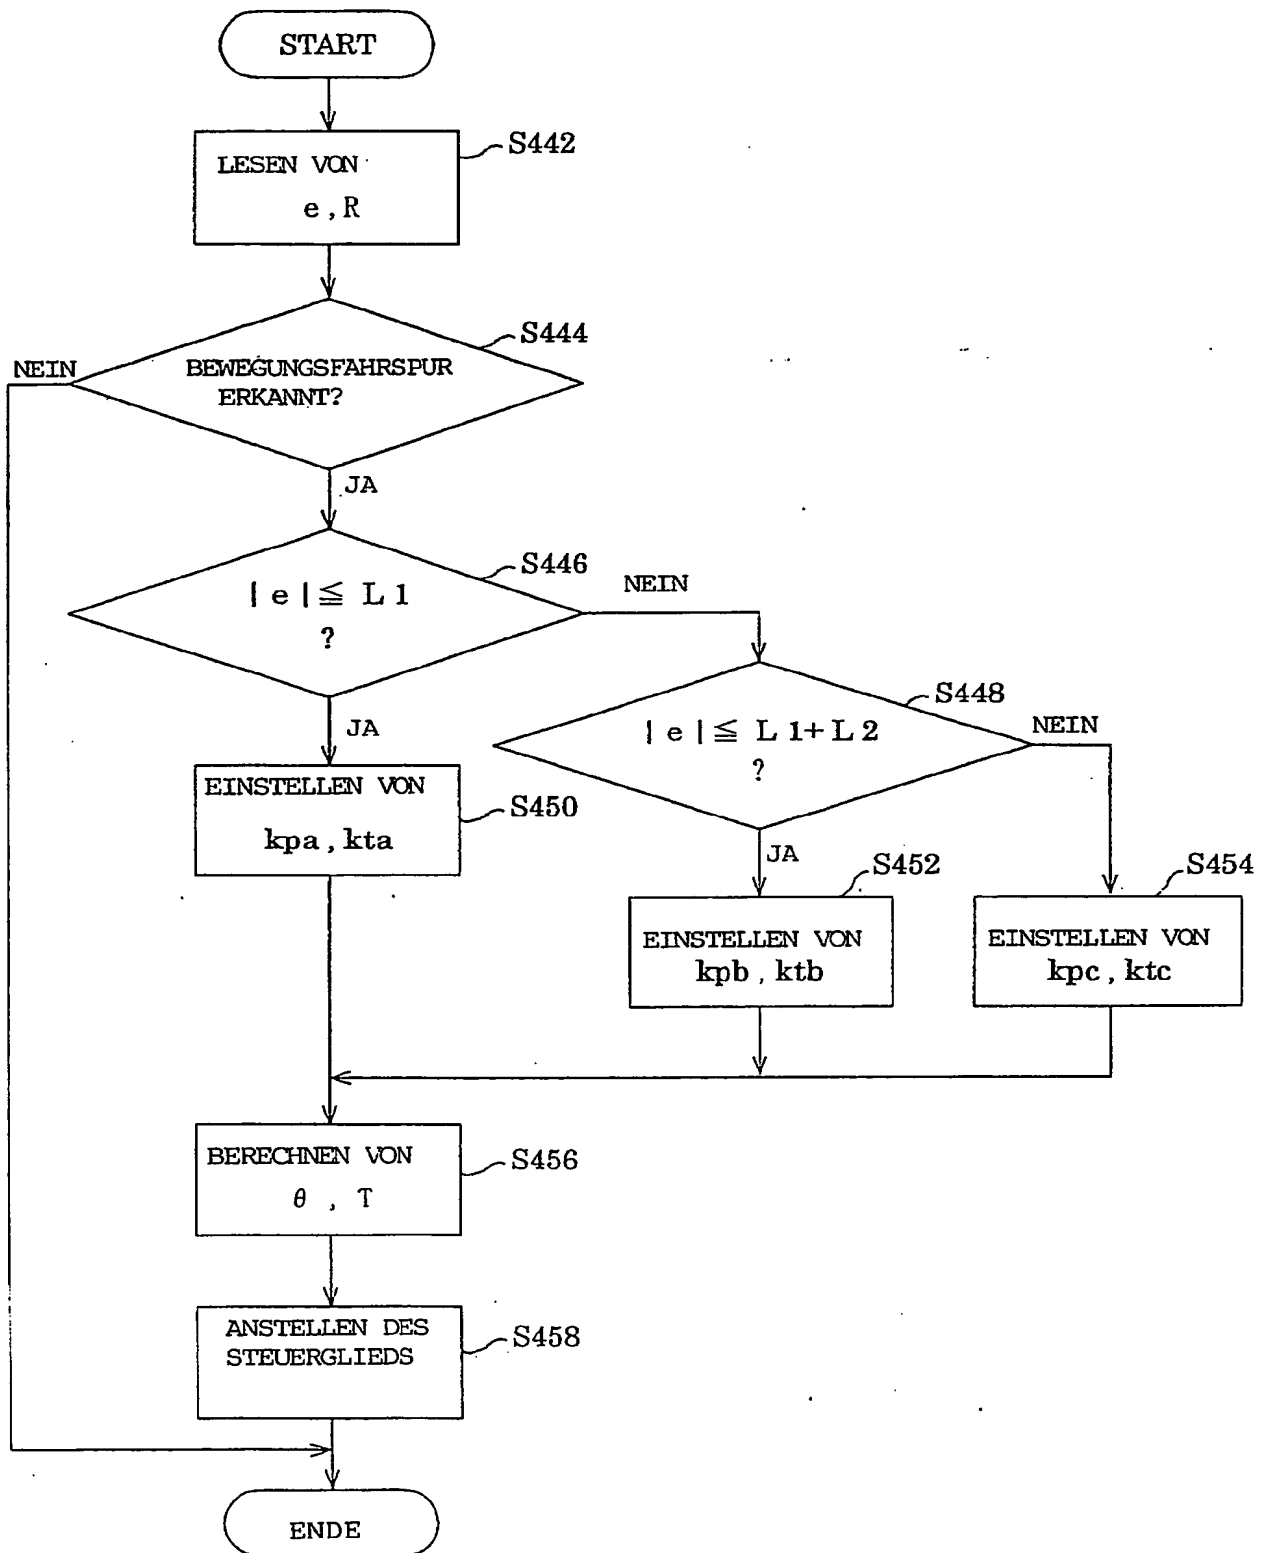 START
LESEN VON
e , R
S442
S444
NEIN
BEWEGUNGSFAHRSPUR
ERKANNT?
JA
S446
| e | ≦ L 1
?
NEIN
JA
S448
| e | ≦ L 1+ L 2
?
NEIN
JA
EINSTELLEN VON
kpa , kta
S450
S452
EINSTELLEN VON
kpb , ktb
S454
EINSTELLEN VON
kpc , ktc
BERECHNEN VON
θ , T
S456
ANSTELLEN DES
STEUERGLIEDS
S458
ENDE